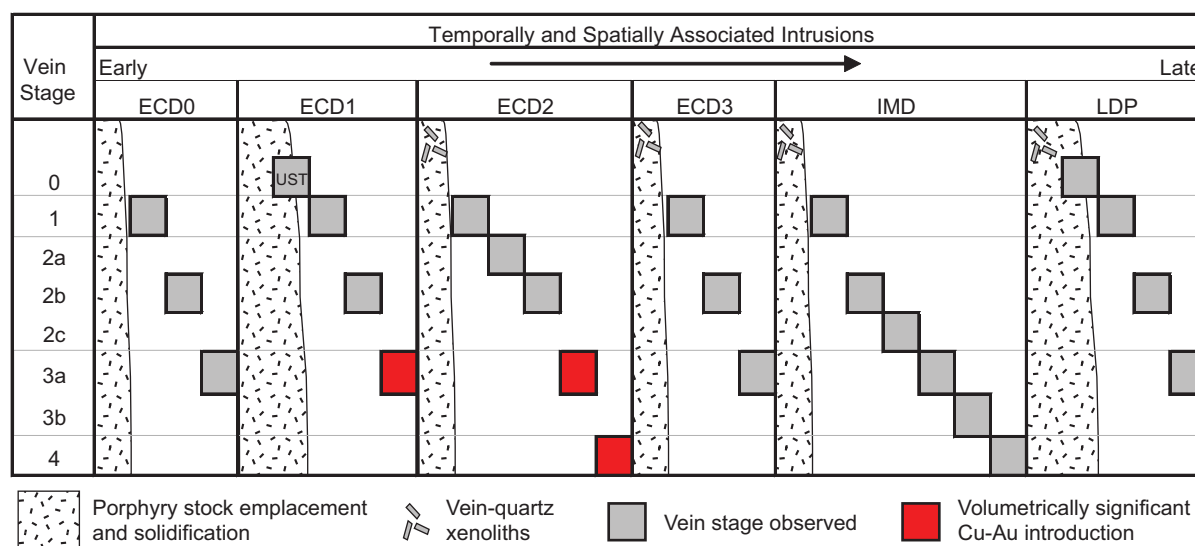 Temporally and Spatially Associated Intrusions
Vein
Stage
Early
Late
ECD0 ECD1 ECD2 ECD3 IMD LDP
0
UST
1
2a
2b
2c
3a
3b
4
Porphyry stock emplacement
and solidification
Vein-quartz
xenoliths
Vein stage observed
Volumetrically significant
Cu-Au introduction